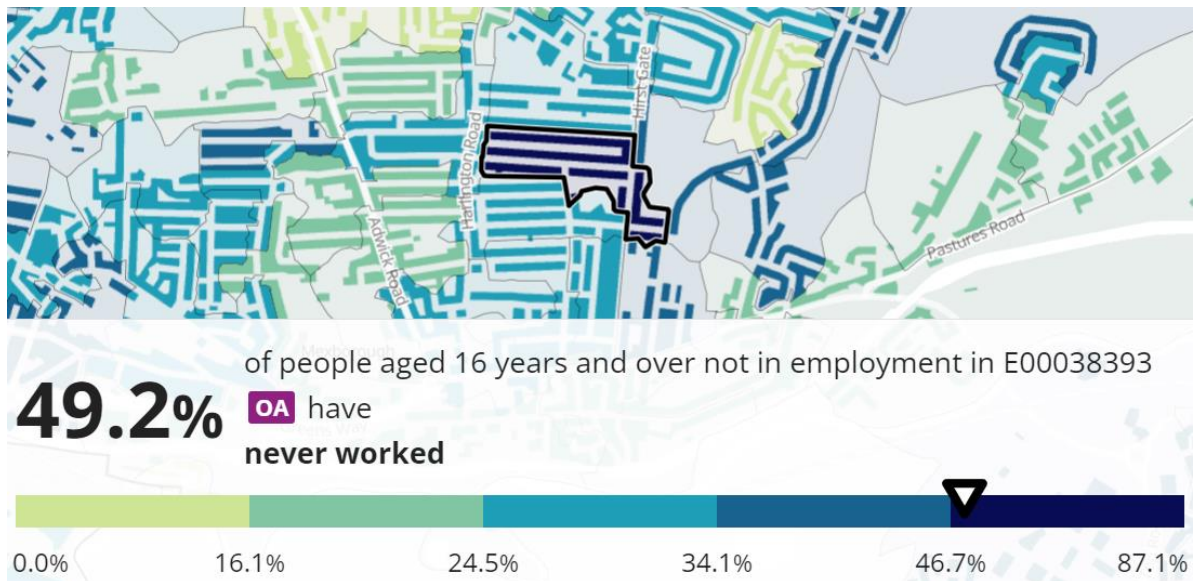 Hirst Gate
Harlington Road
Adwick Road
Pastures Road
Mexborough
49.2%
of people aged 16 years and over not in employment in E00038393
OA have
never worked
0.0% 16.1% 24.5% 34.1% 46.7% 87.1%